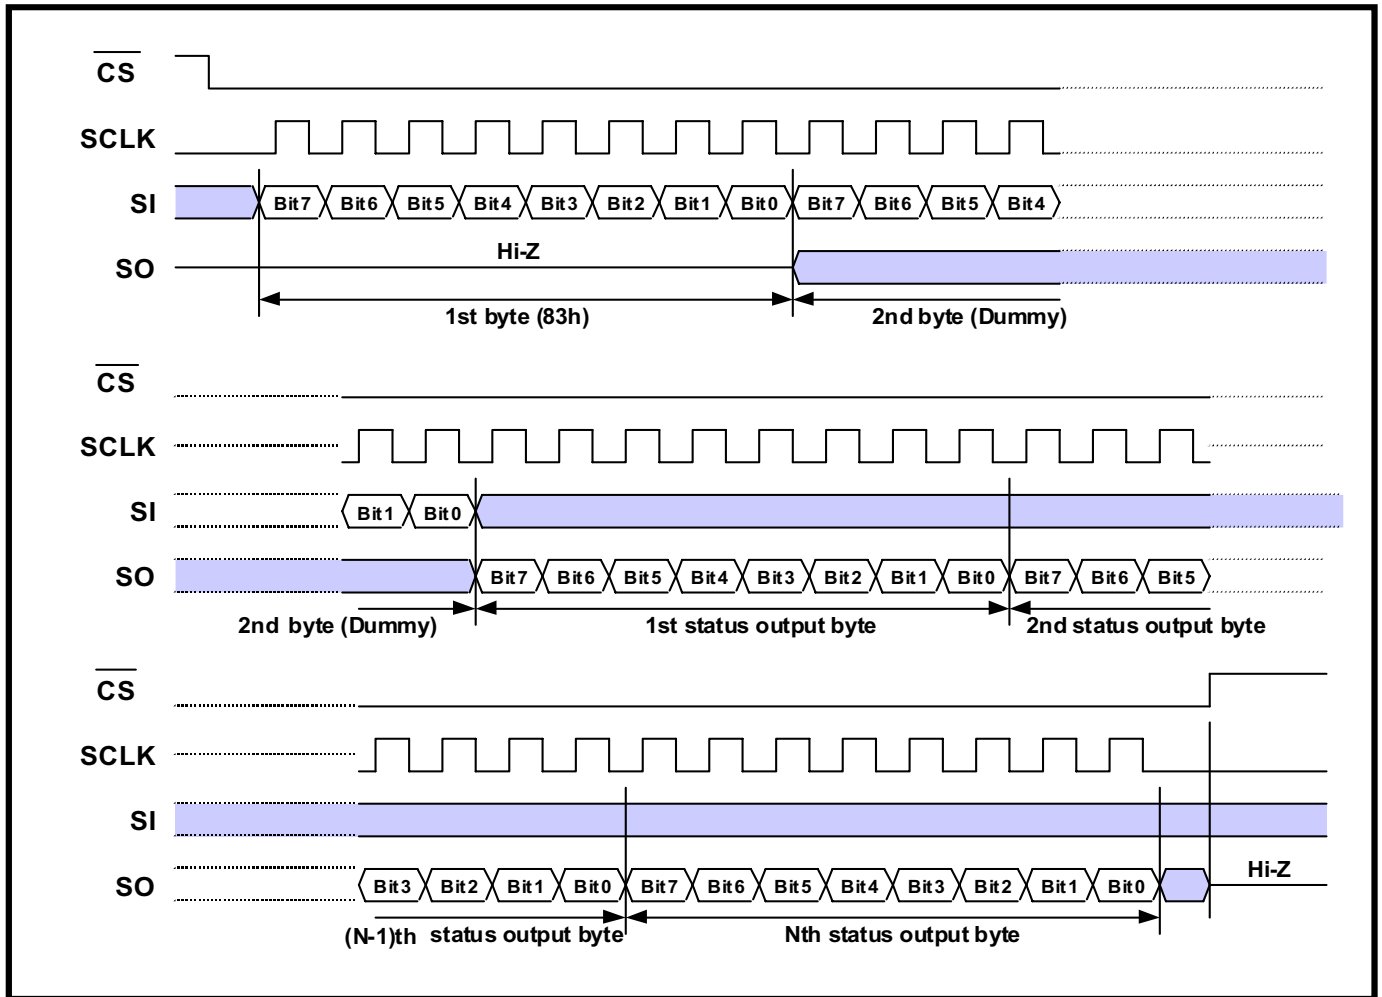 CS
SCLK
SI Bit7 Bit6 Bit5 Bit4 Bit3 Bit2 Bit1 Bit0 Bit7 Bit6 Bit5 Bit4
Hi-Z
SO
1st byte (83h) 2nd byte (Dummy)
CS
SCLK
SI Bit1 Bit0
SO Bit7 Bit6 Bit5 Bit4 Bit3 Bit2 Bit1 Bit0 Bit7 Bit6 Bit5
2nd byte (Dummy) 1st status output byte 2nd status output byte
CS
SCLK
SI
SO Bit3 Bit2 Bit1 Bit0 Bit7 Bit6 Bit5 Bit4 Bit3 Bit2 Bit1 Bit0 Hi-Z
(N-1)th status output byte Nth status output byte